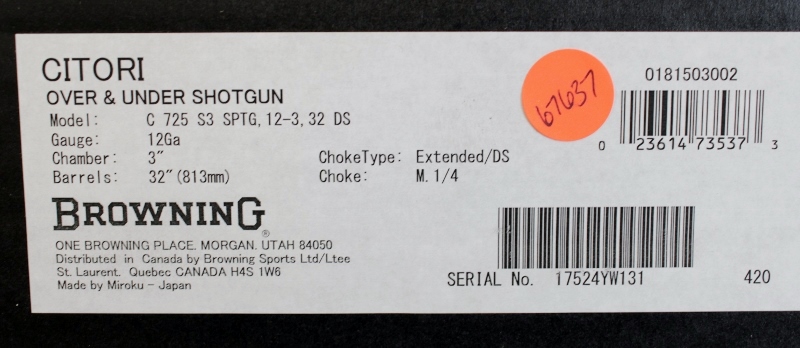 CITORI
OVER & UNDER SHOTGUN
Model: C 725 S3 SPTG, 12-3, 32 DS
Gauge: 12Ga
Chamber: 3"
Barrels: 32"(813mm)
ChokeType: Extended/DS
Choke: M.1/4
67637
0181503002
0 23614 73537 3
BROWNING®
ONE BROWNING PLACE. MORGAN. UTAH 84050
Distributed in Canada by Browning Sports Ltd/Ltee
St. Laurent. Quebec CANADA H4S 1W6
Made by Miroku - Japan
SERIAL No. 17524YW131
420